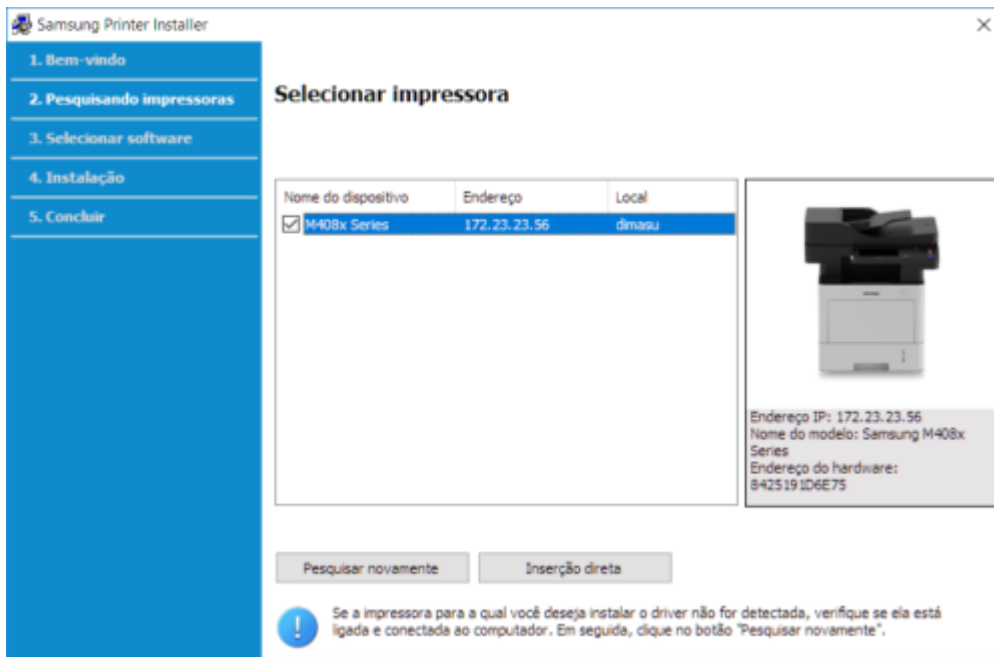 Samsung Printer Installer
1. Bem-vindo
2. Pesquisando impressoras
3. Selecionar software
4. Instalação
5. Concluir
Selecionar impressora
Nome do dispositivo Endereço Local
M408x Series 172.23.23.56 dimasu
Endereço IP: 172.23.23.56
Nome do modelo: Samsung M408x
Series
Endereço do hardware:
8425191D6E75
Pesquisar novamente Inserção direta
Se a impressora para a qual você deseja instalar o driver não for detectada, verifique se ela está
ligada e conectada ao computador. Em seguida, clique no botão "Pesquisar novamente".